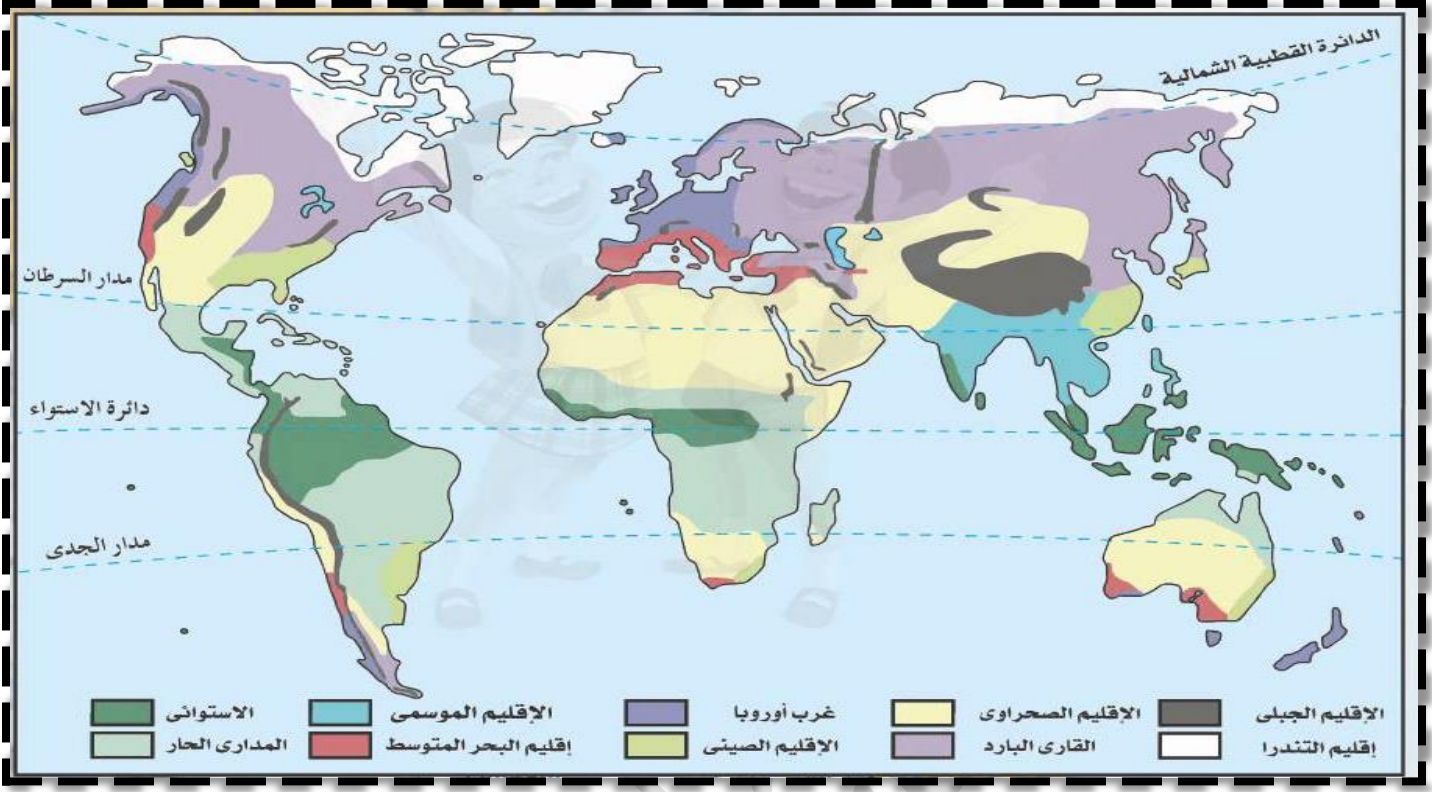 الدائرة القطبية الشمالية
مدار السرطان
دائرة الاستواء
مدار الجدى
الإقليم الجبلى
الإقليم الصحراوى
غرب أوروبا
الإقليم الموسمى
الاستوائى
إقليم التندرا
القارى البارد
الإقليم الصينى
إقليم البحر المتوسط
المدارى الحار